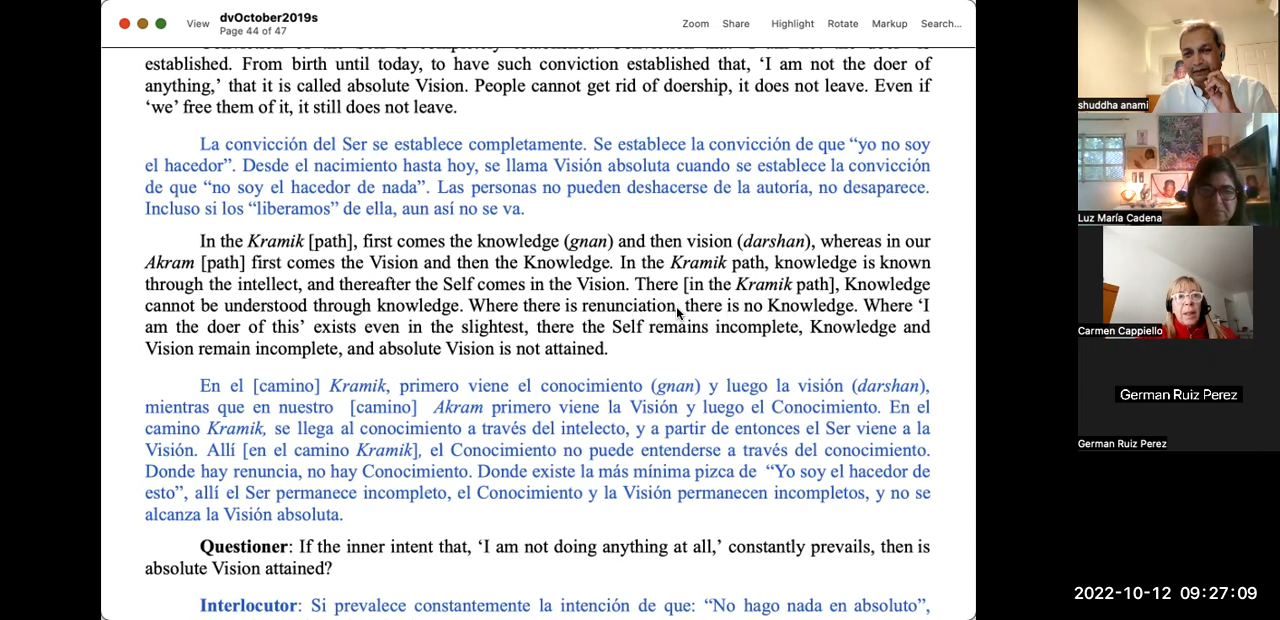 View
dvOctober2019s
Page 44 of 47
Zoom Share Highlight Rotate Markup Search...
established. From birth until today, to have such conviction established that, ‘I am not the doer of
anything,’ that it is called absolute Vision. People cannot get rid of doership, it does not leave. Even if
‘we’ free them of it, it still does not leave.
La convicción del Ser se establece completamente. Se establece la convicción de que “yo no soy
el hacedor”. Desde el nacimiento hasta hoy, se llama Visión absoluta cuando se establece la convicción
de que “no soy el hacedor de nada”. Las personas no pueden deshacerse de la autoría, no desaparece.
Incluso si los “liberamos” de ella, aun así no se va.
In the Kramik [path], first comes the knowledge (gnan) and then vision (darshan), whereas in our
Akram [path] first comes the Vision and then the Knowledge. In the Kramik path, knowledge is known
through the intellect, and thereafter the Self comes in the Vision. There [in the Kramik path], Knowledge
cannot be understood through knowledge. Where there is renunciation, there is no Knowledge. Where ‘I
am the doer of this’ exists even in the slightest, there the Self remains incomplete, Knowledge and
Vision remain incomplete, and absolute Vision is not attained.
En el [camino] Kramik, primero viene el conocimiento (gnan) y luego la visión (darshan),
mientras que en nuestro [camino] Akram primero viene la Visión y luego el Conocimiento. En el
camino Kramik, se llega al conocimiento a través del intelecto, y a partir de entonces el Ser viene a la
Visión. Allí [en el camino Kramik], el Conocimiento no puede entenderse a través del conocimiento.
Donde hay renuncia, no hay Conocimiento. Donde existe la más mínima pizca de “Yo soy el hacedor de
esto”, allí el Ser permanece incompleto, el Conocimiento y la Visión permanecen incompletos, y no se
alcanza la Visión absoluta.
Questioner: If the inner intent that, ‘I am not doing anything at all,’ constantly prevails, then is
absolute Vision attained?
Interlocutor: Si prevalece constantemente la intención de que: “No hago nada en absoluto”,
shuddha anami
Luz María Cadena
Carmen Cappiello
German Ruiz Perez
German Ruiz Perez
2022-10-12 09:27:09